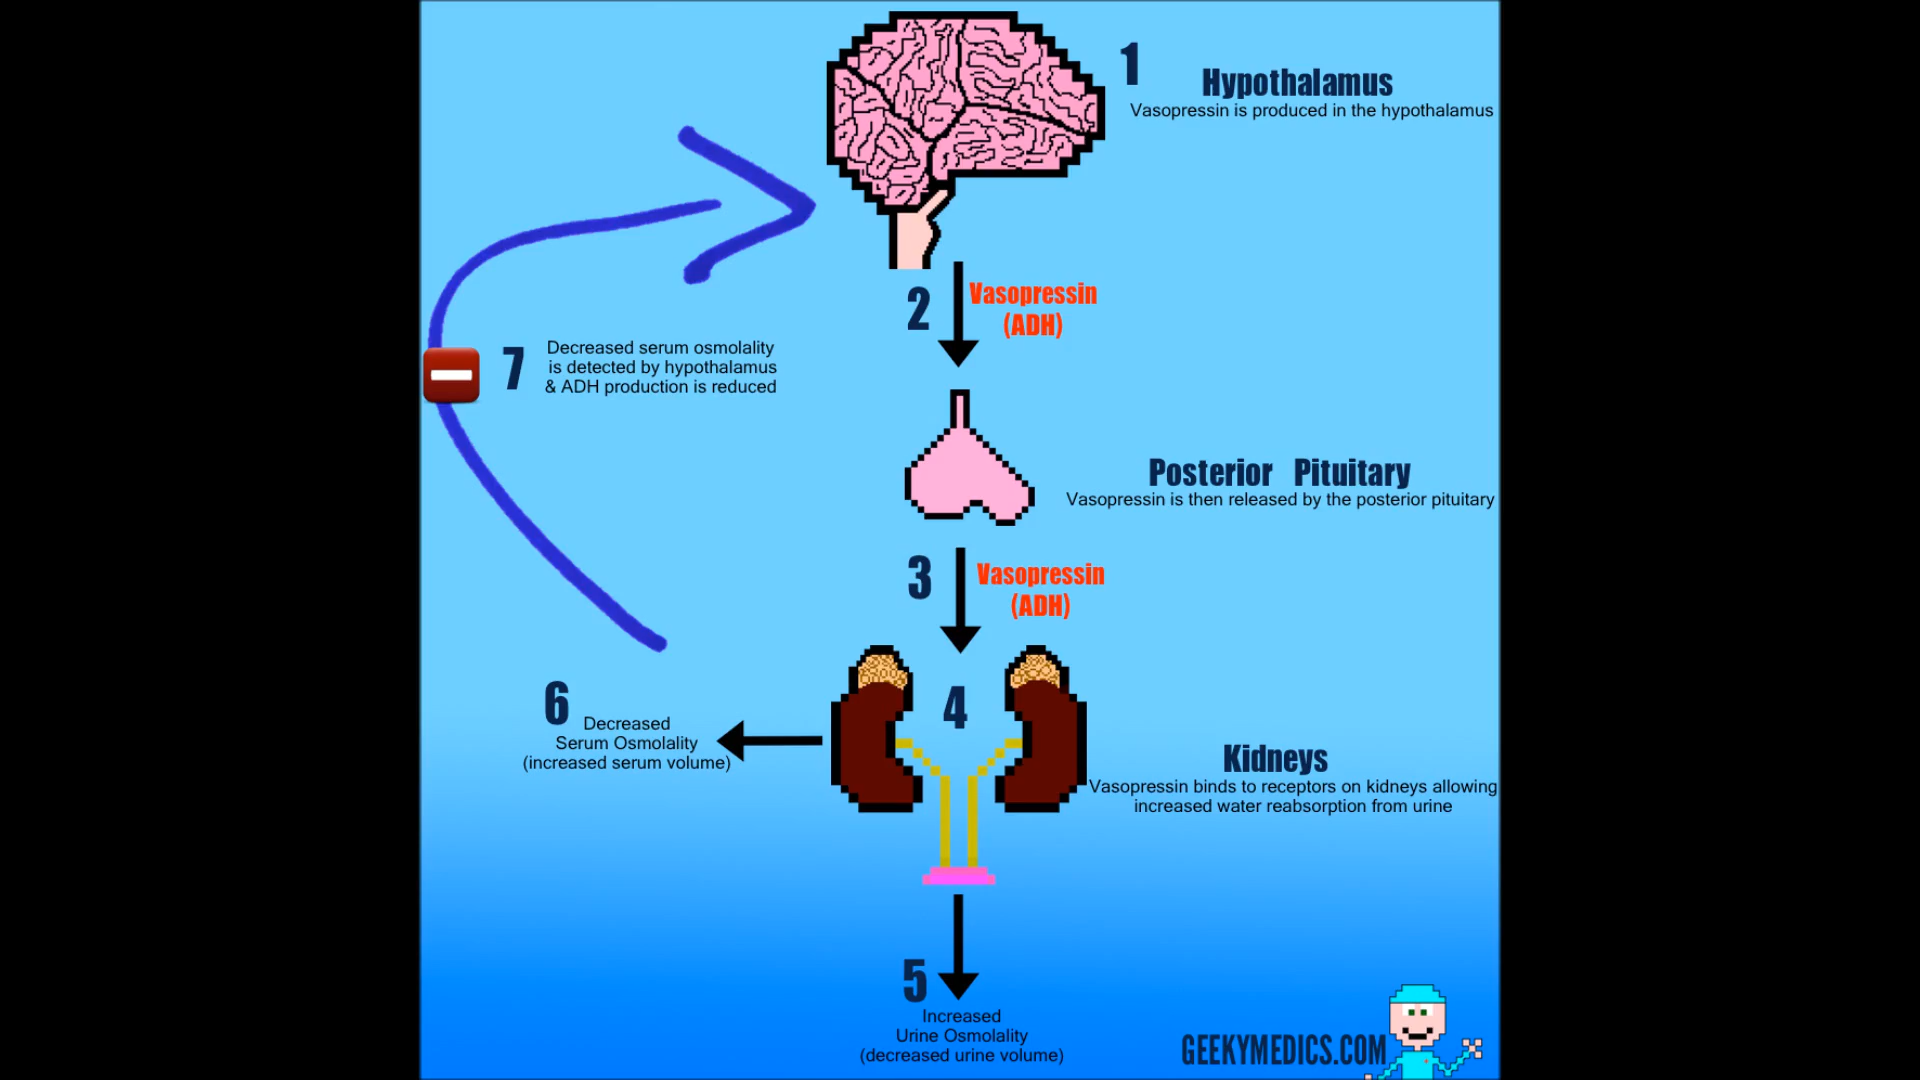 1
Hypothalamus
Vasopressin is produced in the hypothalamus
2
Vasopressin
(ADH)
7
Decreased serum osmolality
is detected by hypothalamus
& ADH production is reduced
Posterior Pituitary
Vasopressin is then released by the posterior pituitary
3
Vasopressin
(ADH)
4
6
Decreased
Serum Osmolality
(increased serum volume)
Kidneys
Vasopressin binds to receptors on kidneys allowing
increased water reabsorption from urine
5
Increased
Urine Osmolality
(decreased urine volume)
GEEKYMEDICS.COM